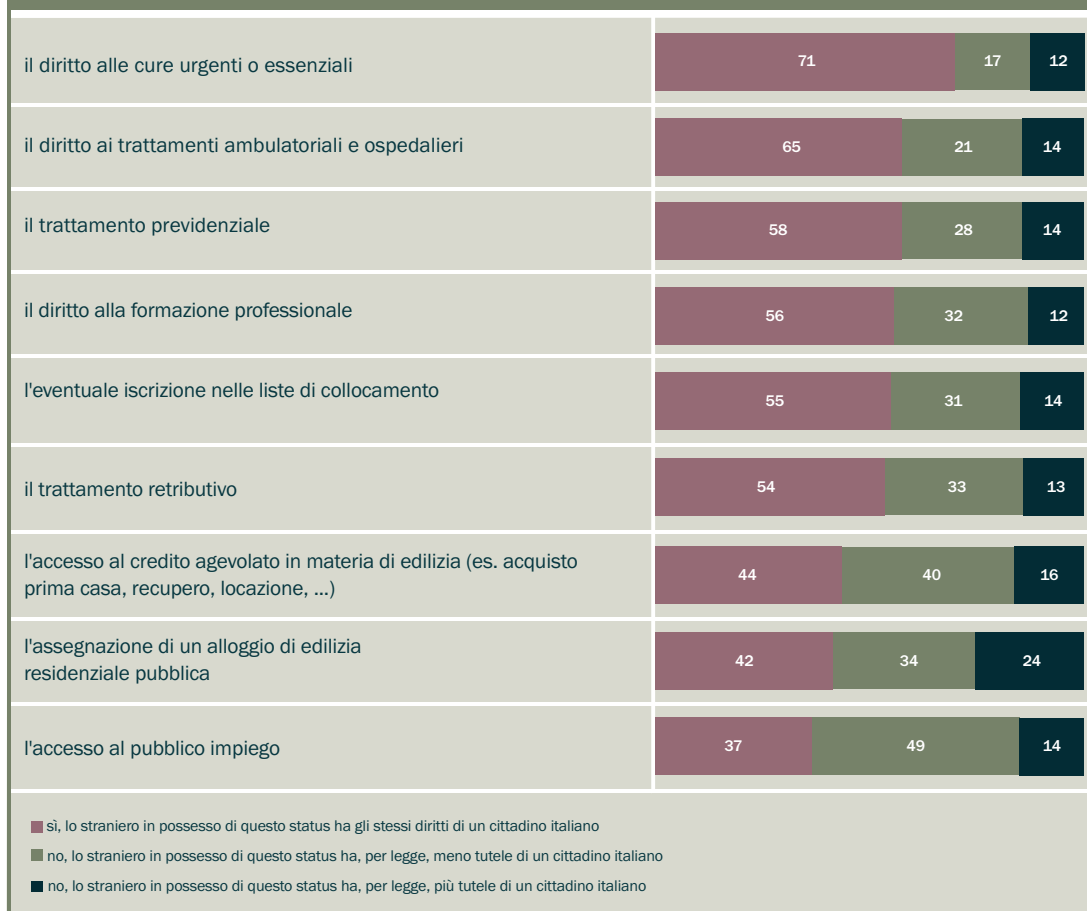 il diritto alle cure urgenti o essenziali
71 17 12
il diritto ai trattamenti ambulatoriali e ospedalieri
65 21 14
il trattamento previdenziale
58 28 14
il diritto alla formazione professionale
56 32 12
l'eventuale iscrizione nelle liste di collocamento
55 31 14
il trattamento retributivo
54 33 13
l'accesso al credito agevolato in materia di edilizia (es. acquisto
prima casa, recupero, locazione, ...)
44 40 16
l'assegnazione di un alloggio di edilizia
residenziale pubblica
42 34 24
l'accesso al pubblico impiego
37 49 14
sì, lo straniero in possesso di questo status ha gli stessi diritti di un cittadino italiano
no, lo straniero in possesso di questo status ha, per legge, meno tutele di un cittadino italiano
no, lo straniero in possesso di questo status ha, per legge, più tutele di un cittadino italiano